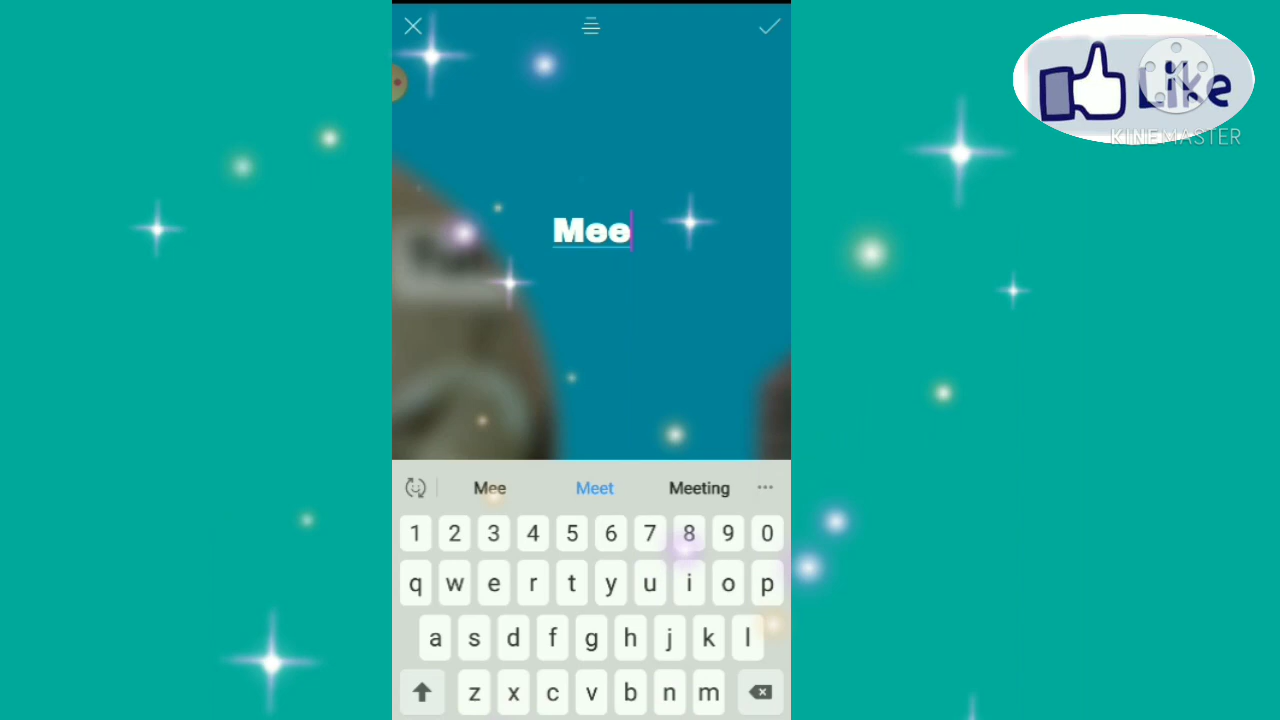 Like
KINEMASTER
Mee
Mee Meet Meeting
1 2 3 4 5 6 7 8 9 0
q w e r t y u i o p
a s d f g h j k l
z x c v b n m